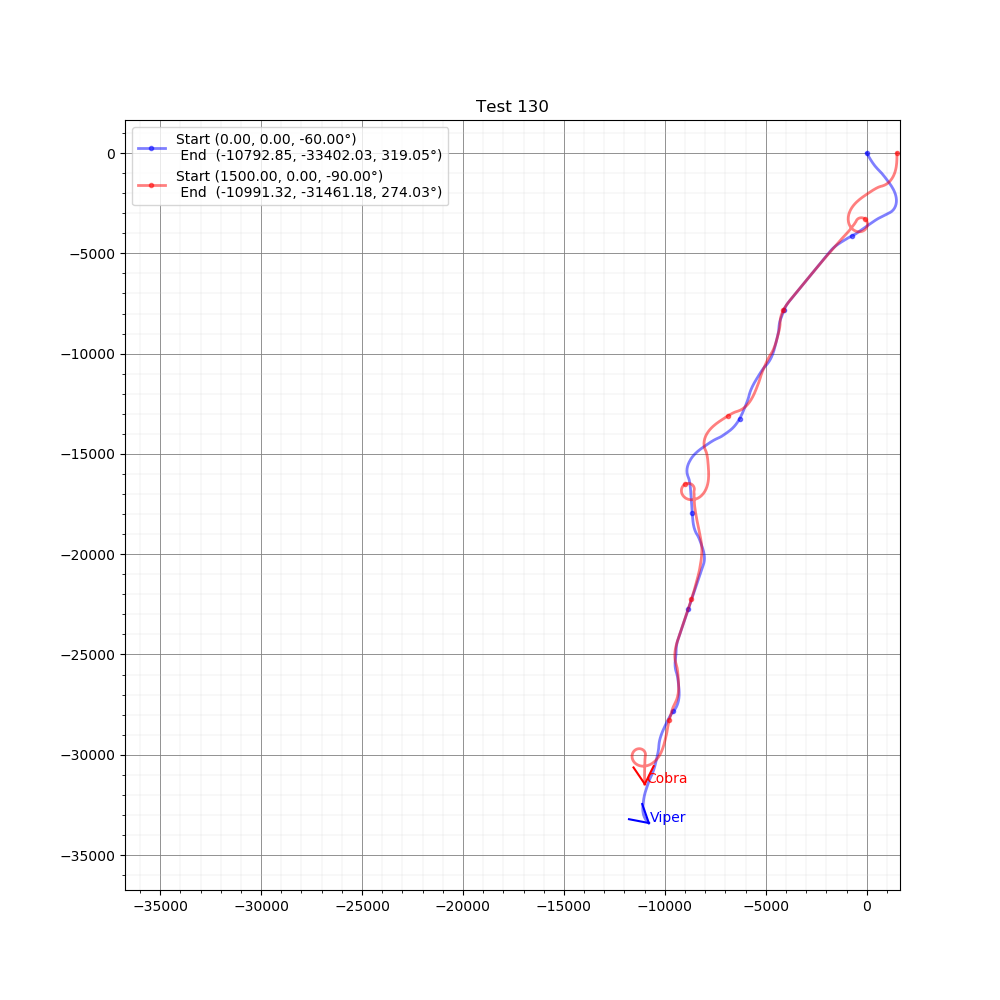 Test 130
Start (0.00, 0.00, -60.00°)
End (-10792.85, -33402.03, 319.05°)
Start (1500.00, 0.00, -90.00°)
End (-10991.32, -31461.18, 274.03°)
0
−5000
−10000
−15000
−20000
−25000
−30000
−35000
Cobra
Viper
−35000 −30000 −25000 −20000 −15000 −10000 −5000 0